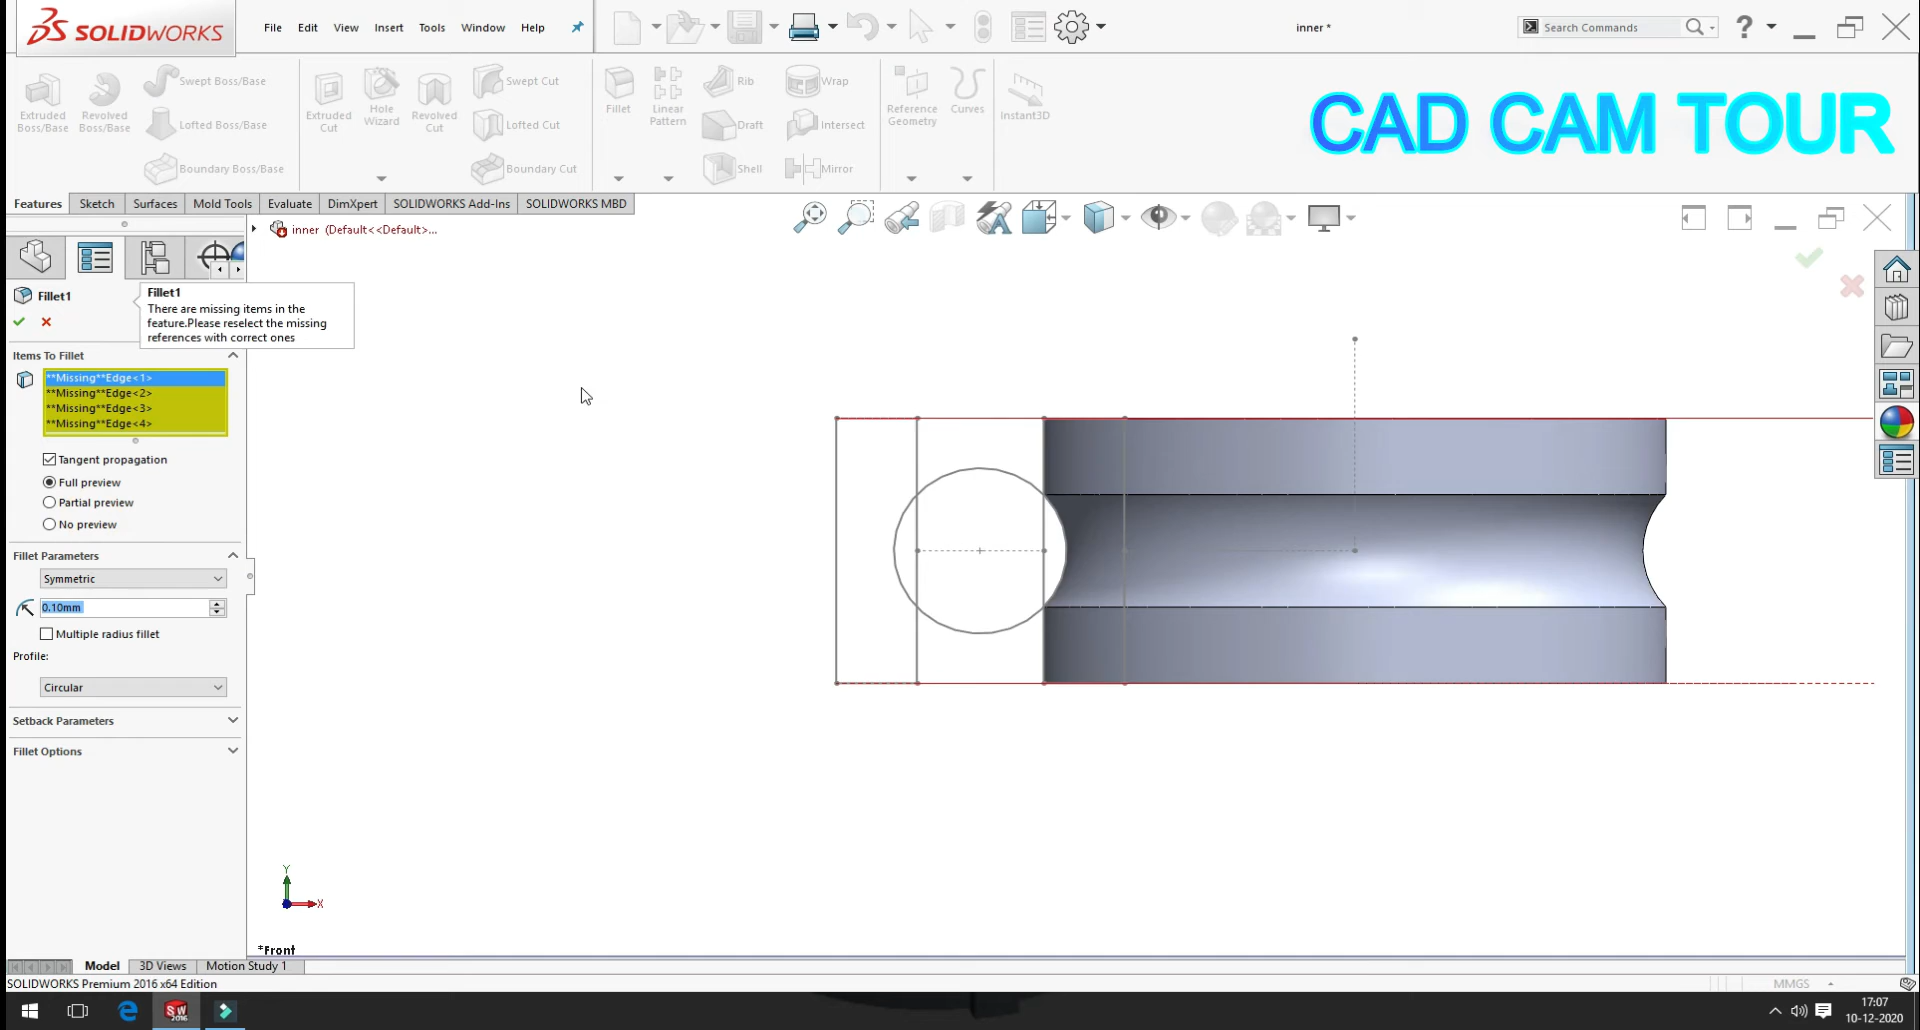 SOLIDWORKS
File Edit View Insert Tools Window Help
inner *
Search Commands
Extruded Boss/Base
Revolved Boss/Base
Swept Boss/Base
Lofted Boss/Base
Boundary Boss/Base
Extruded Cut
Hole Wizard
Revolved Cut
Swept Cut
Lofted Cut
Boundary Cut
Fillet
Linear Pattern
Rib
Draft
Shell
Wrap
Intersect
Mirror
Reference Geometry
Curves
Instant3D
CAD CAM TOUR
Features Sketch Surfaces Mold Tools Evaluate DimXpert SOLIDWORKS Add-Ins SOLIDWORKS MBD
inner (Default<<Default>...
Fillet1
Fillet1
There are missing items in the
feature.Please reselect the missing
references with correct ones
Items To Fillet
**Missing**Edge<1>
**Missing**Edge<2>
**Missing**Edge<3>
**Missing**Edge<4>
Tangent propagation
Full preview
Partial preview
No preview
Fillet Parameters
Symmetric
0.10mm
Multiple radius fillet
Profile:
Circular
Setback Parameters
Fillet Options
Y
X
*Front
Model 3D Views Motion Study 1
SOLIDWORKS Premium 2016 x64 Edition
MMGS
SW
2016
17:07
10-12-2020